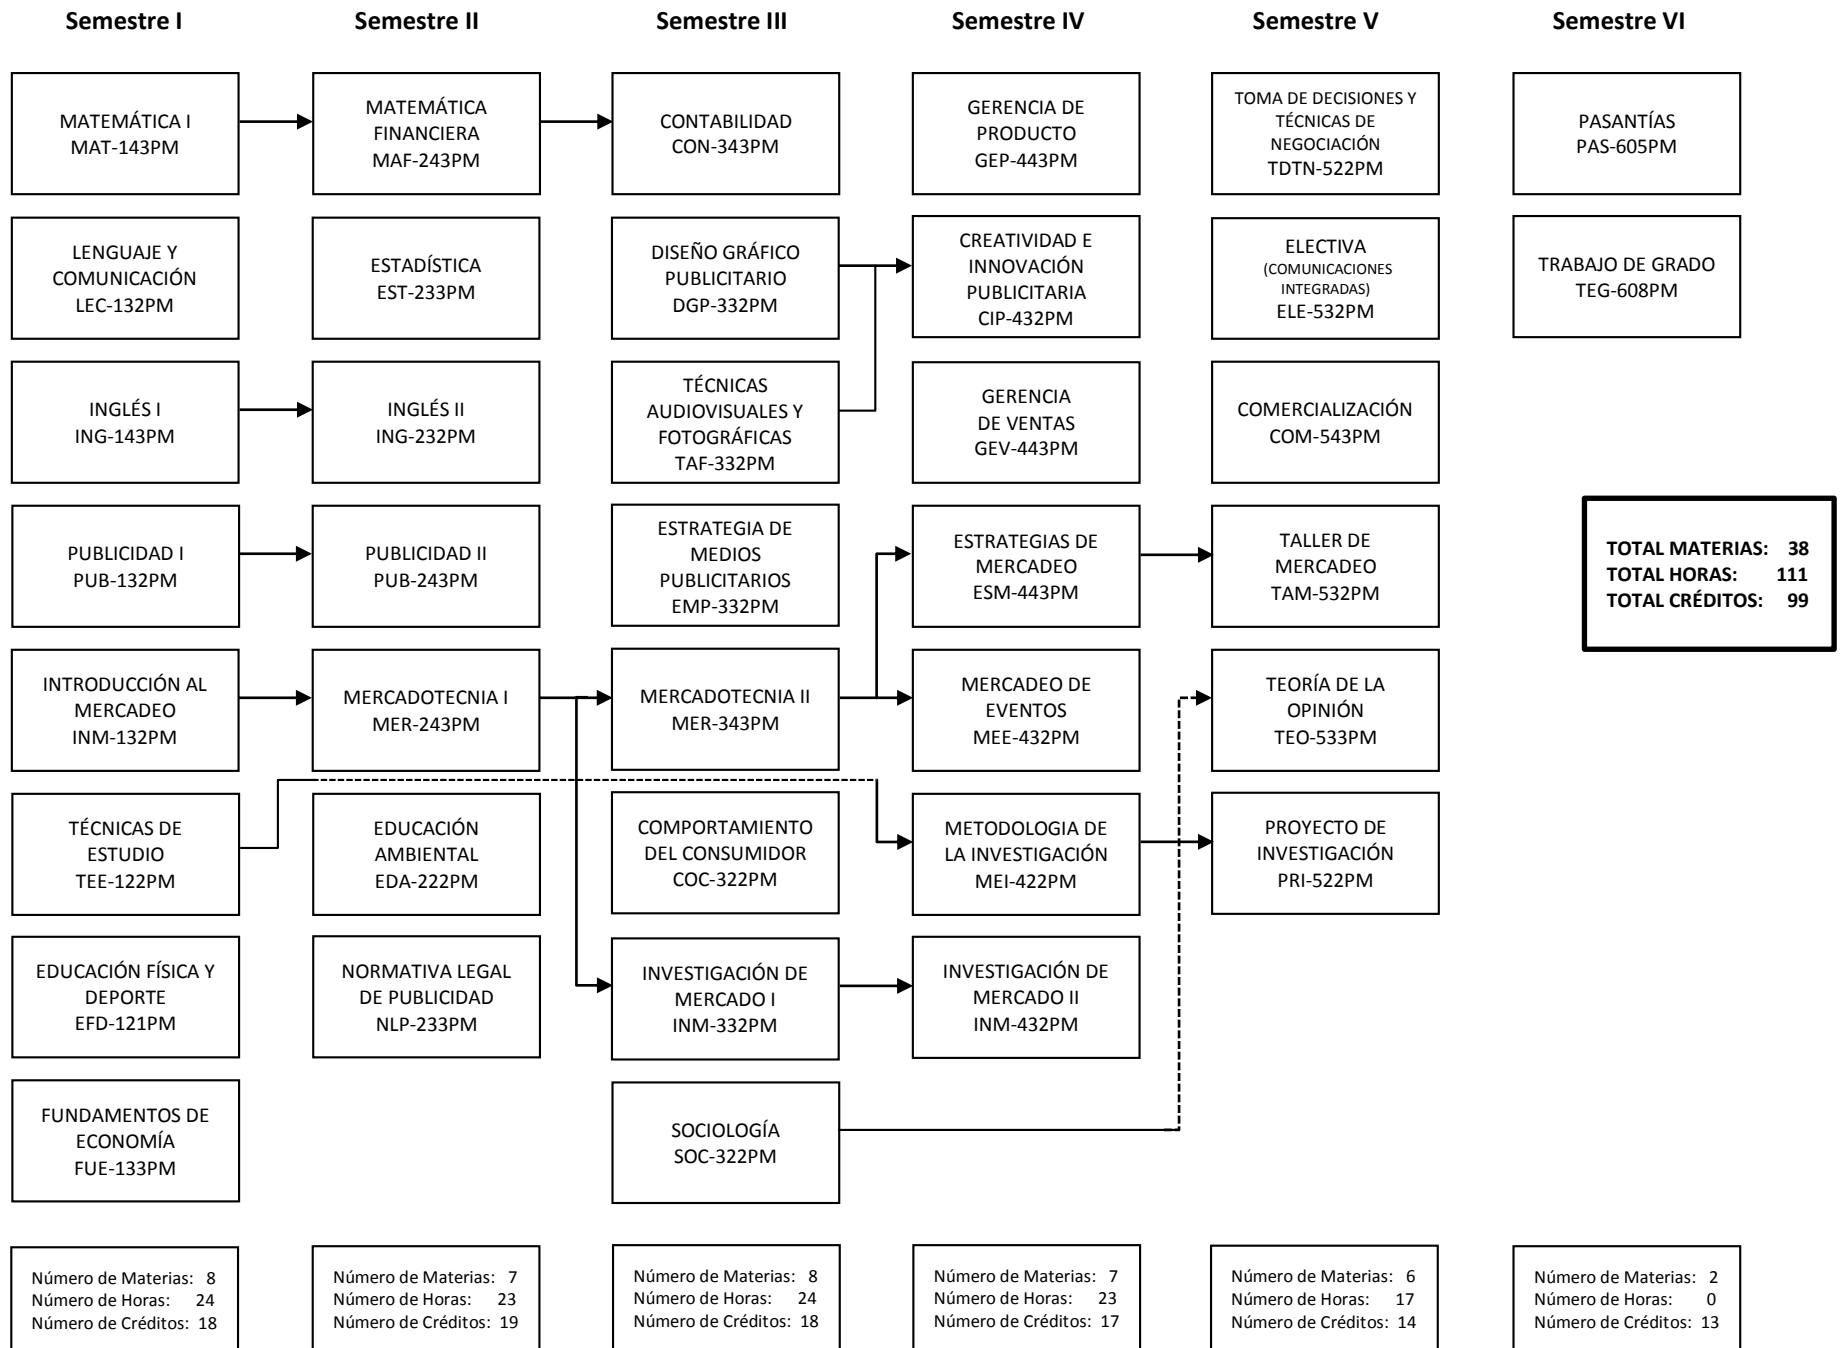 Semestre I
Semestre II
Semestre III
Semestre IV
Semestre V
Semestre VI
MATEMÁTICA I
MAT-143PM
MATEMÁTICA
FINANCIERA
MAF-243PM
CONTABILIDAD
CON-343PM
GERENCIA DE
PRODUCTO
GEP-443PM
TOMA DE DECISIONES Y
TÉCNICAS DE
NEGOCIACIÓN
TDTN-522PM
PASANTÍAS
PAS-605PM
LENGUAJE Y
COMUNICACIÓN
LEC-132PM
ESTADÍSTICA
EST-233PM
DISEÑO GRÁFICO
PUBLICITARIO
DGP-332PM
CREATIVIDAD E
INNOVACIÓN
PUBLICITARIA
CIP-432PM
ELECTIVA
(COMUNICACIONES
INTEGRADAS)
ELE-532PM
TRABAJO DE GRADO
TEG-608PM
INGLÉS I
ING-143PM
INGLÉS II
ING-232PM
TÉCNICAS
AUDIOVISUALES Y
FOTOGRÁFICAS
TAF-332PM
GERENCIA
DE VENTAS
GEV-443PM
COMERCIALIZACIÓN
COM-543PM
PUBLICIDAD I
PUB-132PM
PUBLICIDAD II
PUB-243PM
ESTRATEGIA DE
MEDIOS
PUBLICITARIOS
EMP-332PM
ESTRATEGIAS DE
MERCADEO
ESM-443PM
TALLER DE
MERCADEO
TAM-532PM
TOTAL MATERIAS: 38
TOTAL HORAS: 111
TOTAL CRÉDITOS: 99
INTRODUCCIÓN AL
MERCADEO
INM-132PM
MERCADOTECNIA I
MER-243PM
MERCADOTECNIA II
MER-343PM
MERCADEO DE
EVENTOS
MEE-432PM
TEORÍA DE LA
OPINIÓN
TEO-533PM
TÉCNICAS DE
ESTUDIO
TEE-122PM
EDUCACIÓN
AMBIENTAL
EDA-222PM
COMPORTAMIENTO
DEL CONSUMIDOR
COC-322PM
METODOLOGIA DE
LA INVESTIGACIÓN
MEI-422PM
PROYECTO DE
INVESTIGACIÓN
PRI-522PM
EDUCACIÓN FÍSICA Y
DEPORTE
EFD-121PM
NORMATIVA LEGAL
DE PUBLICIDAD
NLP-233PM
INVESTIGACIÓN DE
MERCADO I
INM-332PM
INVESTIGACIÓN DE
MERCADO II
INM-432PM
FUNDAMENTOS DE
ECONOMÍA
FUE-133PM
SOCIOLOGÍA
SOC-322PM
Número de Materias: 8
Número de Horas: 24
Número de Créditos: 18
Número de Materias: 7
Número de Horas: 23
Número de Créditos: 19
Número de Materias: 8
Número de Horas: 24
Número de Créditos: 18
Número de Materias: 7
Número de Horas: 23
Número de Créditos: 17
Número de Materias: 6
Número de Horas: 17
Número de Créditos: 14
Número de Materias: 2
Número de Horas: 0
Número de Créditos: 13